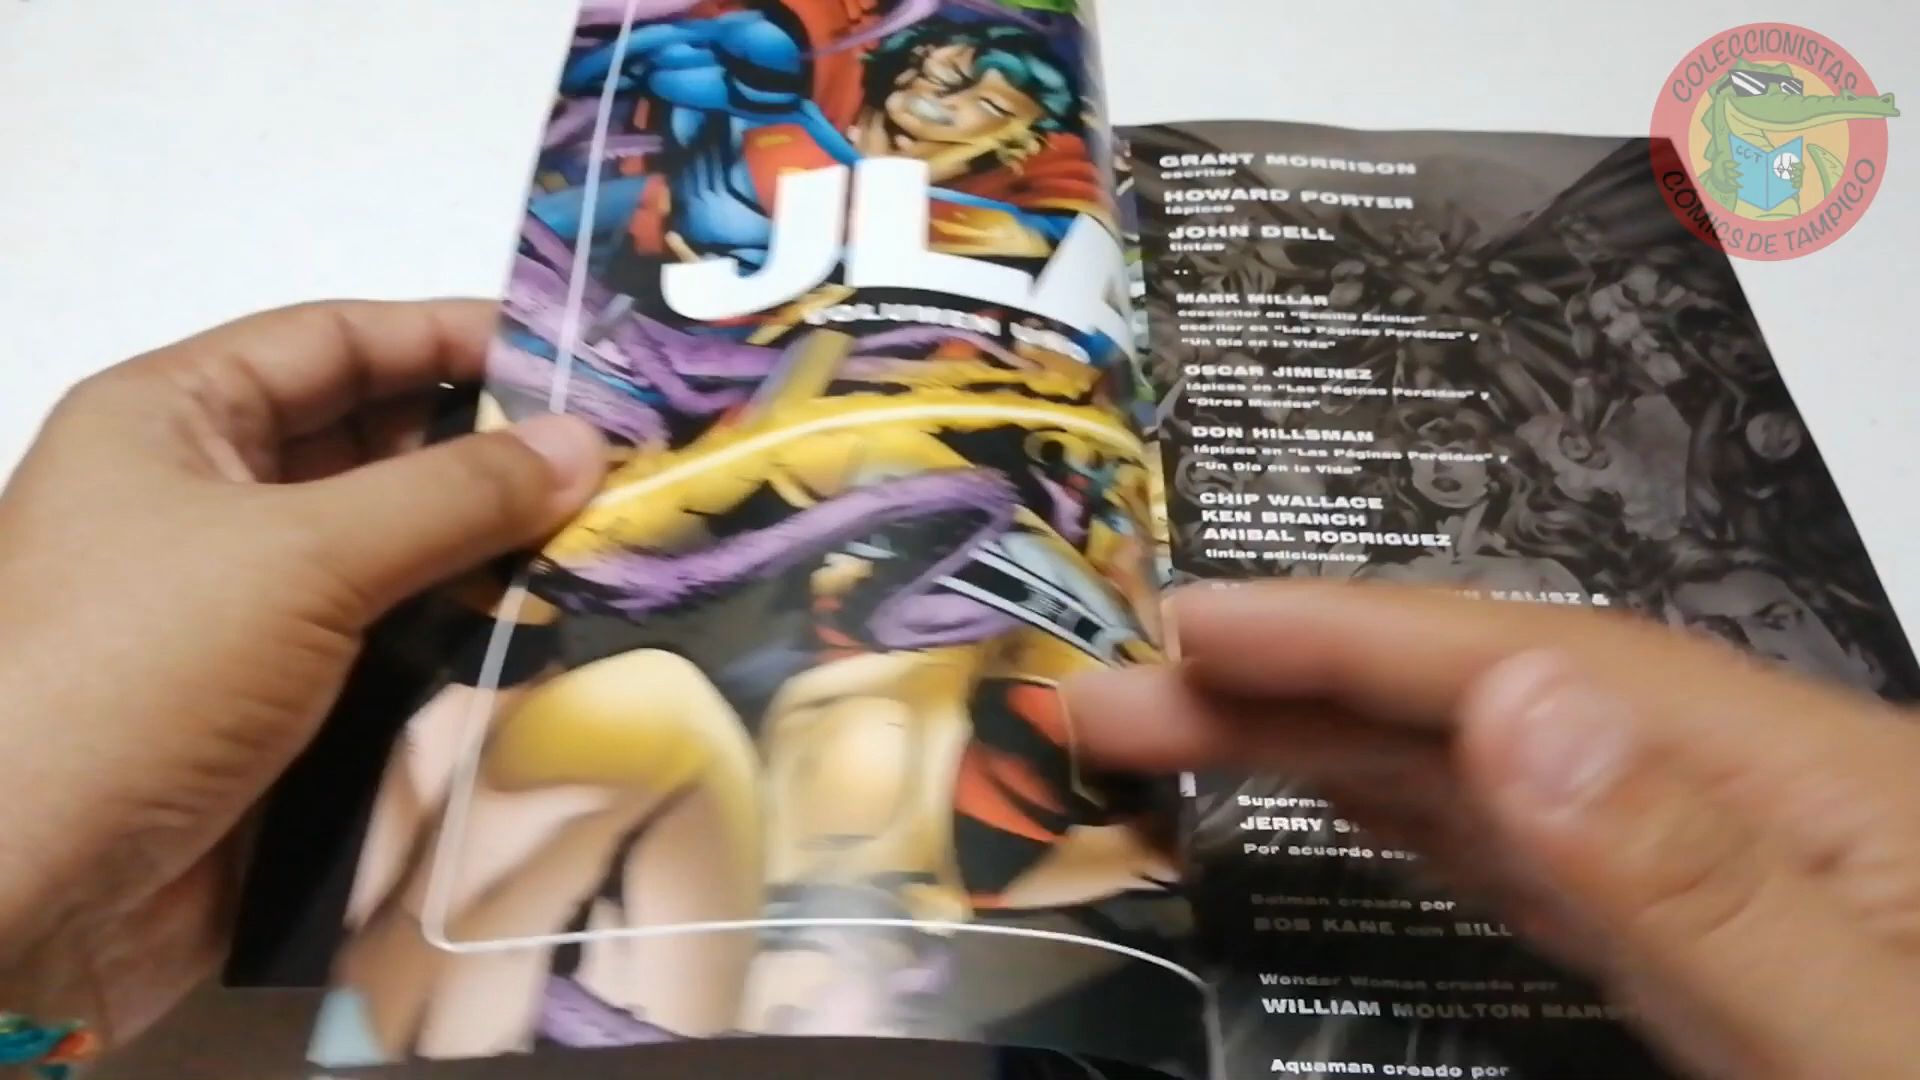 JLA
VOLUMEN UNO
GRANT MORRISON
escritor
HOWARD PORTER
lápices
JOHN DELL
tintas
..
MARK MILLAR
coescritor en "Semilla Estelar"
escritor en "Las Páginas Perdidas" y
"Un Día en la Vida"
OSCAR JIMENEZ
lápices en "Las Páginas Perdidas" y
"Otros Mundos"
DON HILLSMAN
lápices en "Las Páginas Perdidas" y
"Un Día en la Vida"
CHIP WALLACE
KEN BRANCH
ANIBAL RODRIGUEZ
tintas adicionales
KALISZ &
JERRY
Por acuerdo
Batman creado por
BOB KANE con BILL
Wonder Woman creada por
WILLIAM MOULTON
Aquaman creado por
COLECCIONISTAS
CCT
CÓMICS DE TAMPICO